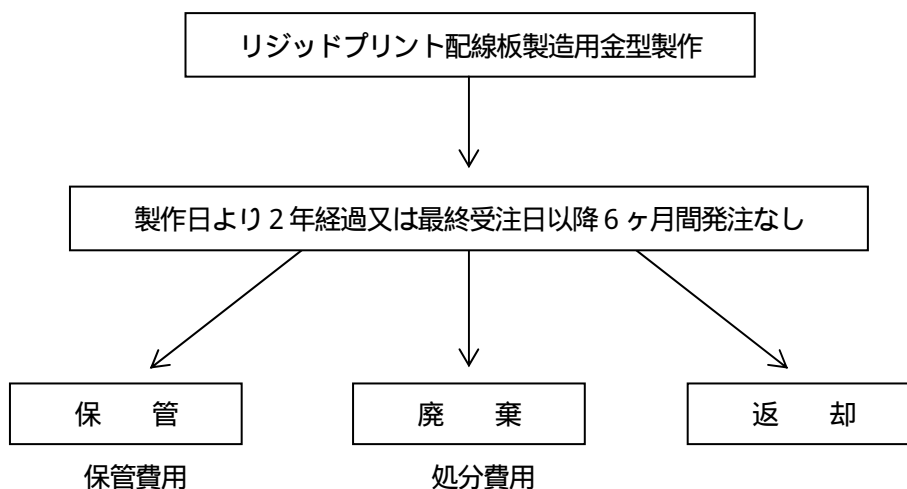 リジッドプリント配線板製造用金型製作
製作日より２年経過又は最終受注日以降６ヶ月間発注なし
保　　管
廃　　棄
返　　却
保管費用
処分費用